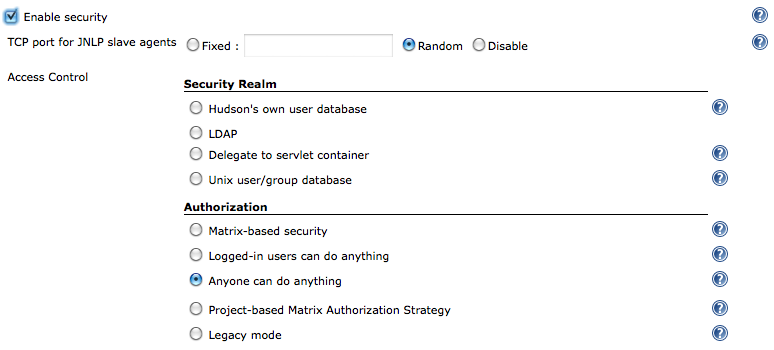 Enable security
TCP port for JNLP slave agents Fixed : Random Disable
Access Control
Security Realm
Hudson's own user database
LDAP
Delegate to servlet container
Unix user/group database
Authorization
Matrix-based security
Logged-in users can do anything
Anyone can do anything
Project-based Matrix Authorization Strategy
Legacy mode